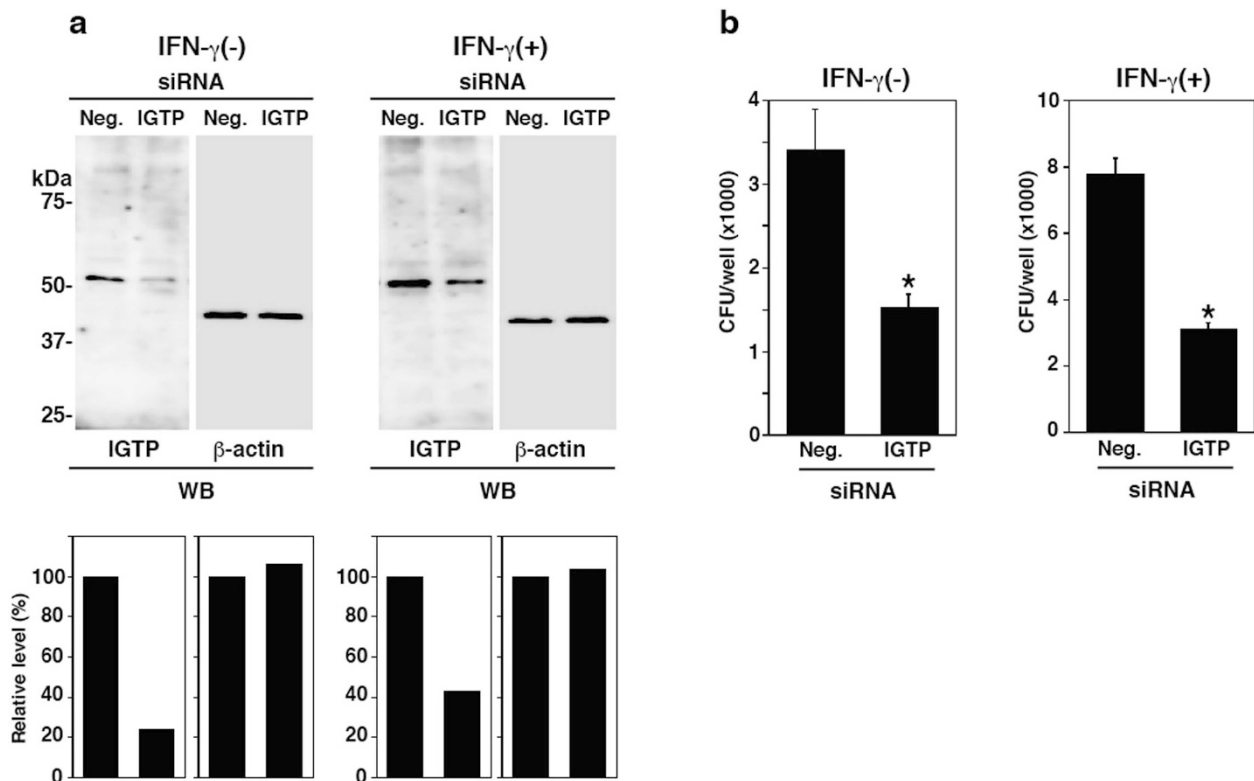 a
IFN-γ(-)
siRNA
Neg. IGTP Neg. IGTP
kDa
75-
50-
37-
25-
IGTP β-actin
WB
IFN-γ(+)
siRNA
Neg. IGTP Neg. IGTP
IGTP β-actin
WB
Relative level (%)
100
80
60
40
20
0
100
80
60
40
20
0
b
IFN-γ(-)
CFU/well (x1000)
4
3
2
1
0
*
Neg. IGTP
siRNA
IFN-γ(+)
CFU/well (x1000)
10
8
6
4
2
0
*
Neg. IGTP
siRNA